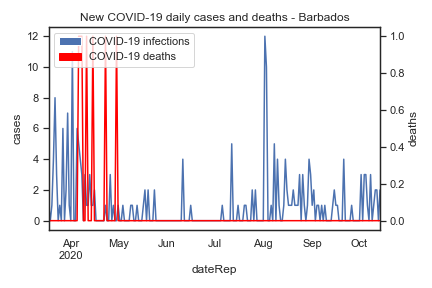 New COVID-19 daily cases and deaths - Barbados
COVID-19 infections
COVID-19 deaths
12
10
8
6
4
2
0
cases
1.0
0.8
0.6
0.4
0.2
0.0
deaths
Apr May Jun Jul Aug Sep Oct
2020
dateRep